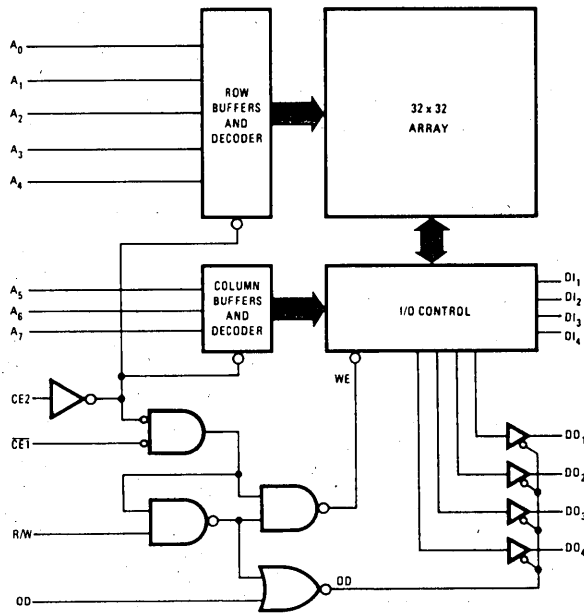 A0
A1
A2
A3
A4
ROW
BUFFERS
AND
DECODER
32 x 32
ARRAY
A5
A6
A7
COLUMN
BUFFERS
AND
DECODER
I/O CONTROL
DI1
DI2
DI3
DI4
WE
CE2
CE1
R/W
OD
OD
DO1
DO2
DO3
DO4